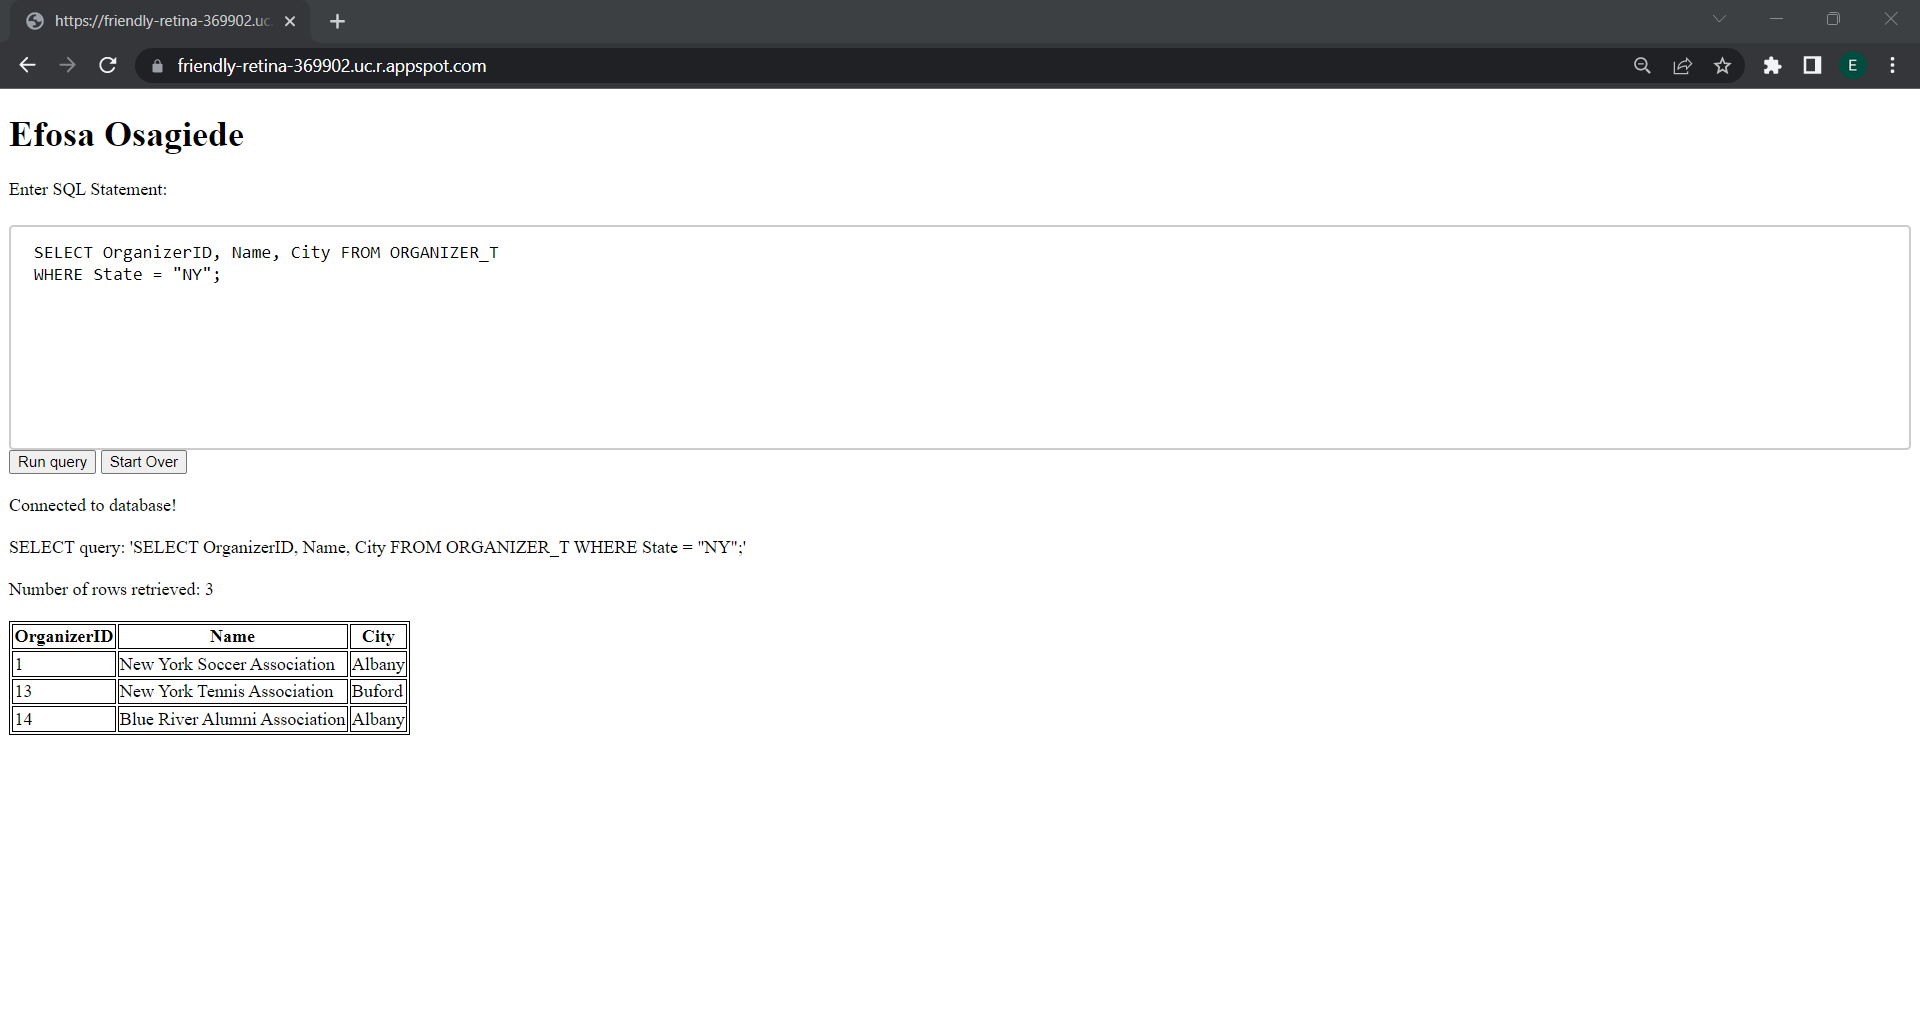 https://friendly-retina-369902.uc
friendly-retina-369902.uc.r.appspot.com
E
Efosa Osagiede
Enter SQL Statement:
SELECT OrganizerID, Name, City FROM ORGANIZER_T
WHERE State = "NY";
Run query Start Over
Connected to database!
SELECT query: 'SELECT OrganizerID, Name, City FROM ORGANIZER_T WHERE State = "NY";'
Number of rows retrieved: 3
OrganizerID Name City
1 New York Soccer Association Albany
13 New York Tennis Association Buford
14 Blue River Alumni Association Albany